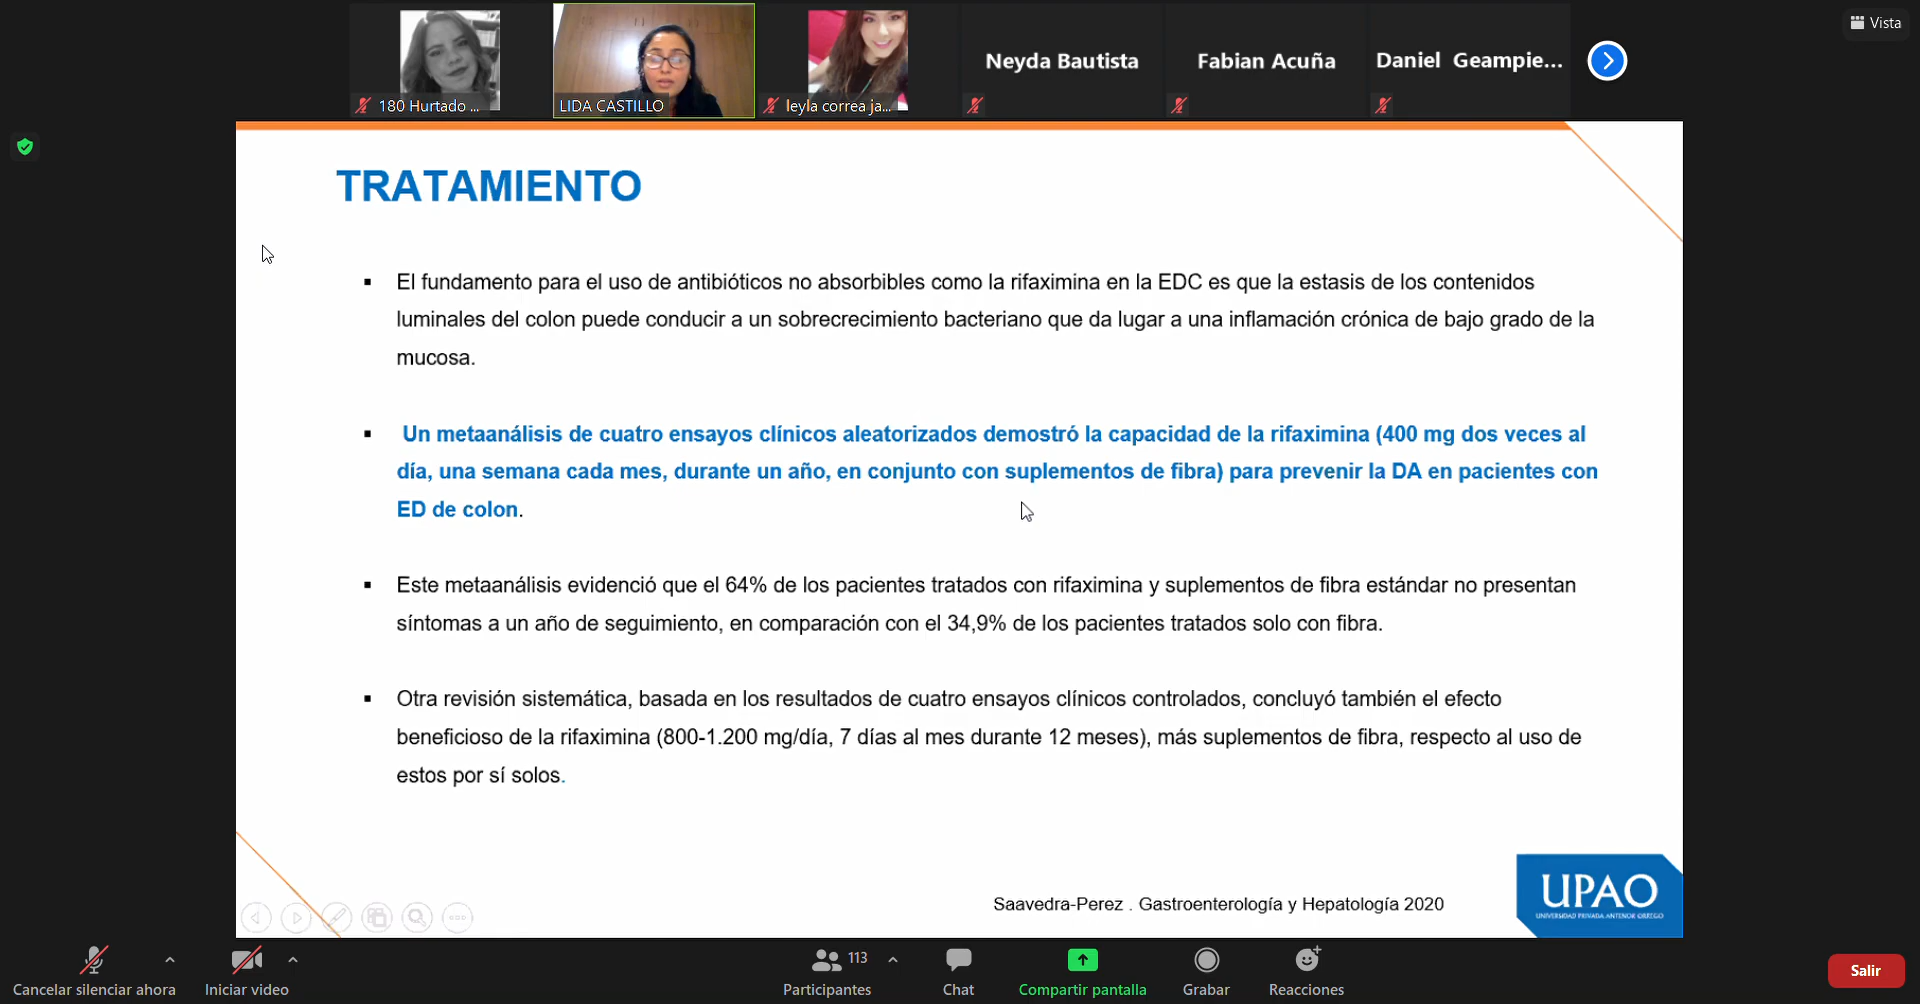 Vista
180 Hurtado ...
LIDA CASTILLO
leyla correa ja...
Neyda Bautista
Fabian Acuña
Daniel Geampie...
TRATAMIENTO
▪ El fundamento para el uso de antibióticos no absorbibles como la rifaximina en la EDC es que la estasis de los contenidos
luminales del colon puede conducir a un sobrecrecimiento bacteriano que da lugar a una inflamación crónica de bajo grado de la
mucosa.
▪ Un metaanálisis de cuatro ensayos clínicos aleatorizados demostró la capacidad de la rifaximina (400 mg dos veces al
día, una semana cada mes, durante un año, en conjunto con suplementos de fibra) para prevenir la DA en pacientes con
ED de colon.
▪ Este metaanálisis evidenció que el 64% de los pacientes tratados con rifaximina y suplementos de fibra estándar no presentan
síntomas a un año de seguimiento, en comparación con el 34,9% de los pacientes tratados solo con fibra.
▪ Otra revisión sistemática, basada en los resultados de cuatro ensayos clínicos controlados, concluyó también el efecto
beneficioso de la rifaximina (800-1.200 mg/día, 7 días al mes durante 12 meses), más suplementos de fibra, respecto al uso de
estos por sí solos.
Saavedra-Perez . Gastroenterología y Hepatología 2020
UPAO
UNIVERSIDAD PRIVADA ANTENOR ORREGO
Cancelar silenciar ahora
Iniciar video
113
Participantes
Chat
Compartir pantalla
Grabar
Reacciones
Salir